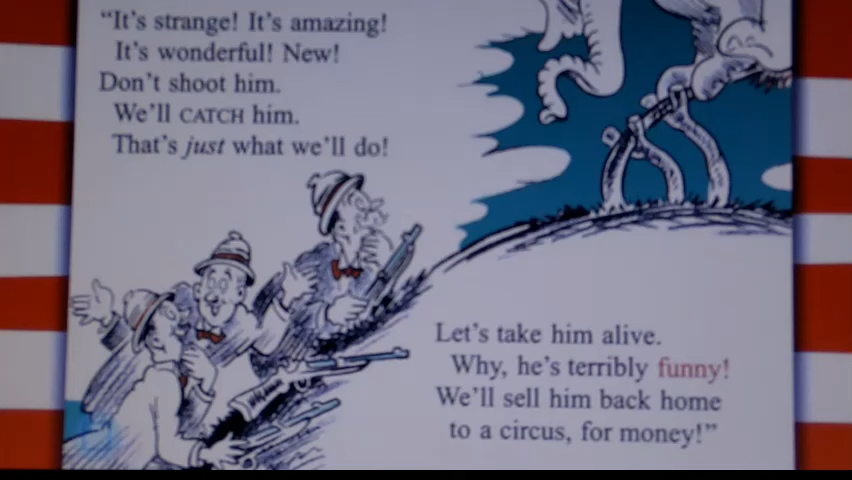 “It's strange! It's amazing!
It's wonderful! New!
Don't shoot him.
We'll CATCH him.
That's just what we'll do!
Let's take him alive.
Why, he's terribly funny!
We'll sell him back home
to a circus, for money!”